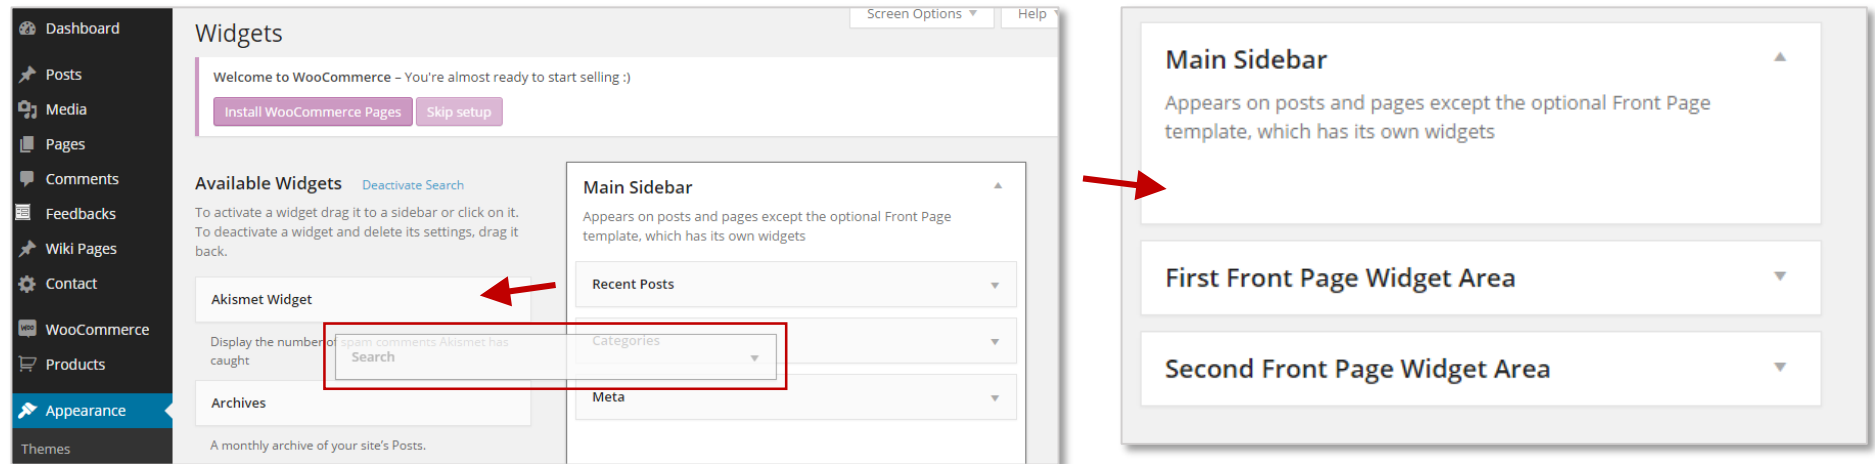 Dashboard
Posts
Media
Pages
Comments
Feedbacks
Wiki Pages
Contact
WooCommerce
Products
Appearance
Themes
Screen Options
Help
Widgets
Welcome to WooCommerce – You're almost ready to start selling :)
Install WooCommerce Pages
Skip setup
Available Widgets
Deactivate Search
To activate a widget drag it to a sidebar or click on it.
To deactivate a widget and delete its settings, drag it
back.
Akismet Widget
Display the number of spam comments Akismet has
caught
Search
Archives
A monthly archive of your site's Posts.
Main Sidebar
Appears on posts and pages except the optional Front Page
template, which has its own widgets
Recent Posts
Categories
Meta
Main Sidebar
Appears on posts and pages except the optional Front Page
template, which has its own widgets
First Front Page Widget Area
Second Front Page Widget Area